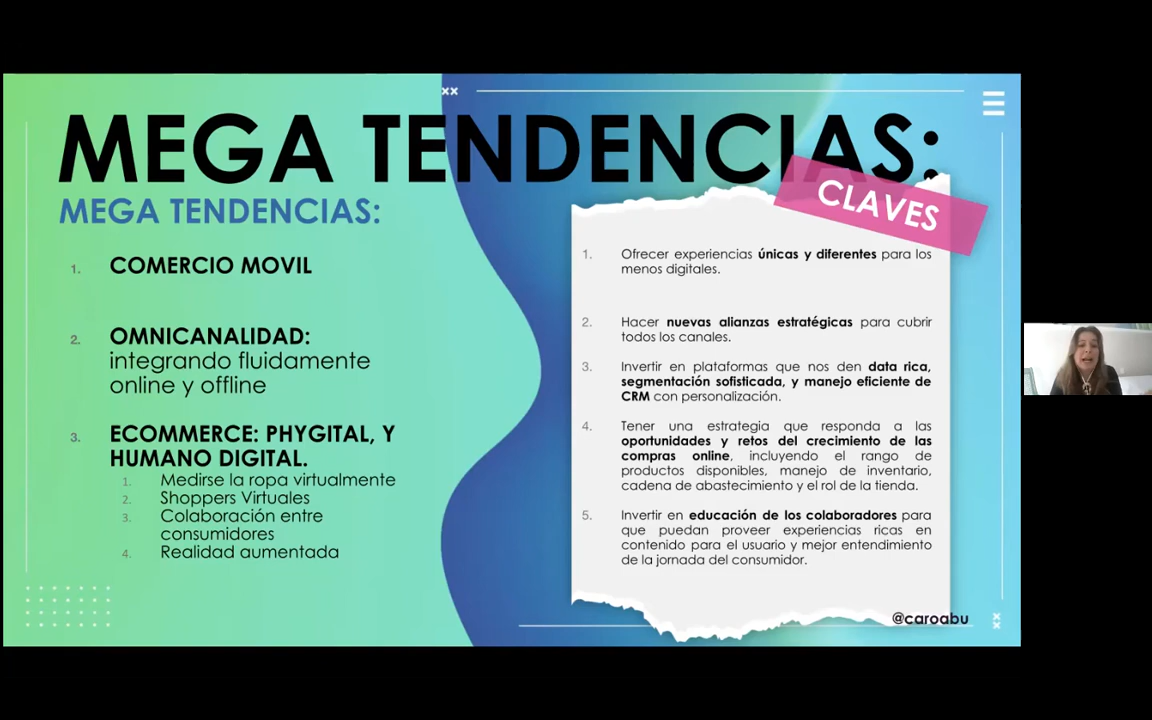 MEGA TENDENCIAS:
MEGA TENDENCIAS:
1. COMERCIO MOVIL
2. OMNICANALIDAD:
integrando fluidamente
online y offline
3. ECOMMERCE: PHYGITAL, Y
HUMANO DIGITAL.
1. Medirse la ropa virtualmente
2. Shoppers Virtuales
3. Colaboración entre
consumidores
4. Realidad aumentada
CLAVES
1. Ofrecer experiencias únicas y diferentes para los
menos digitales.
2. Hacer nuevas alianzas estratégicas para cubrir
todos los canales.
3. Invertir en plataformas que nos den data rica,
segmentación sofisticada, y manejo eficiente de
CRM con personalización.
4. Tener una estrategia que responda a las
oportunidades y retos del crecimiento de las
compras online, incluyendo el rango de
productos disponibles, manejo de inventario,
cadena de abastecimiento y el rol de la tienda.
5. Invertir en educación de los colaboradores para
que puedan proveer experiencias ricas en
contenido para el usuario y mejor entendimiento
de la jornada del consumidor.
@caroabu